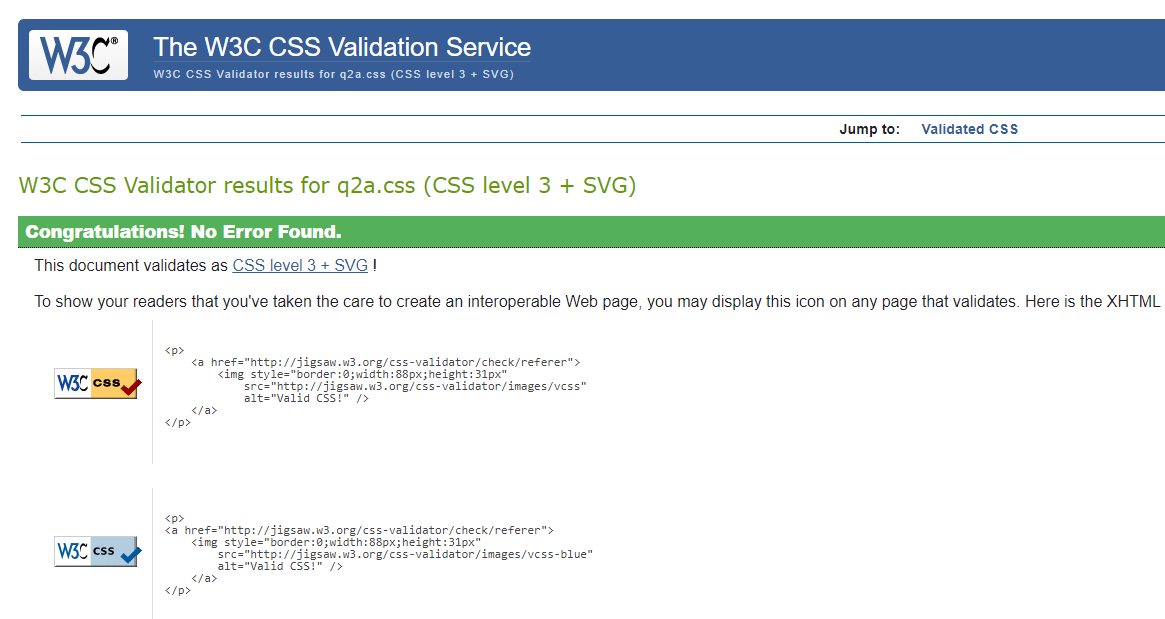 W3C®
The W3C CSS Validation Service
W3C CSS Validator results for q2a.css (CSS level 3 + SVG)
Jump to: Validated CSS
W3C CSS Validator results for q2a.css (CSS level 3 + SVG)
Congratulations! No Error Found.
This document validates as CSS level 3 + SVG !
To show your readers that you've taken the care to create an interoperable Web page, you may display this icon on any page that validates. Here is the XHTML
W3C css
<p>
    <a href="http://jigsaw.w3.org/css-validator/check/referer">
        <img style="border:0;width:88px;height:31px"
            src="http://jigsaw.w3.org/css-validator/images/vcss"
            alt="Valid CSS!" />
    </a>
</p>
W3C css
<p>
<a href="http://jigsaw.w3.org/css-validator/check/referer">
    <img style="border:0;width:88px;height:31px"
        src="http://jigsaw.w3.org/css-validator/images/vcss-blue"
        alt="Valid CSS!" />
    </a>
</p>